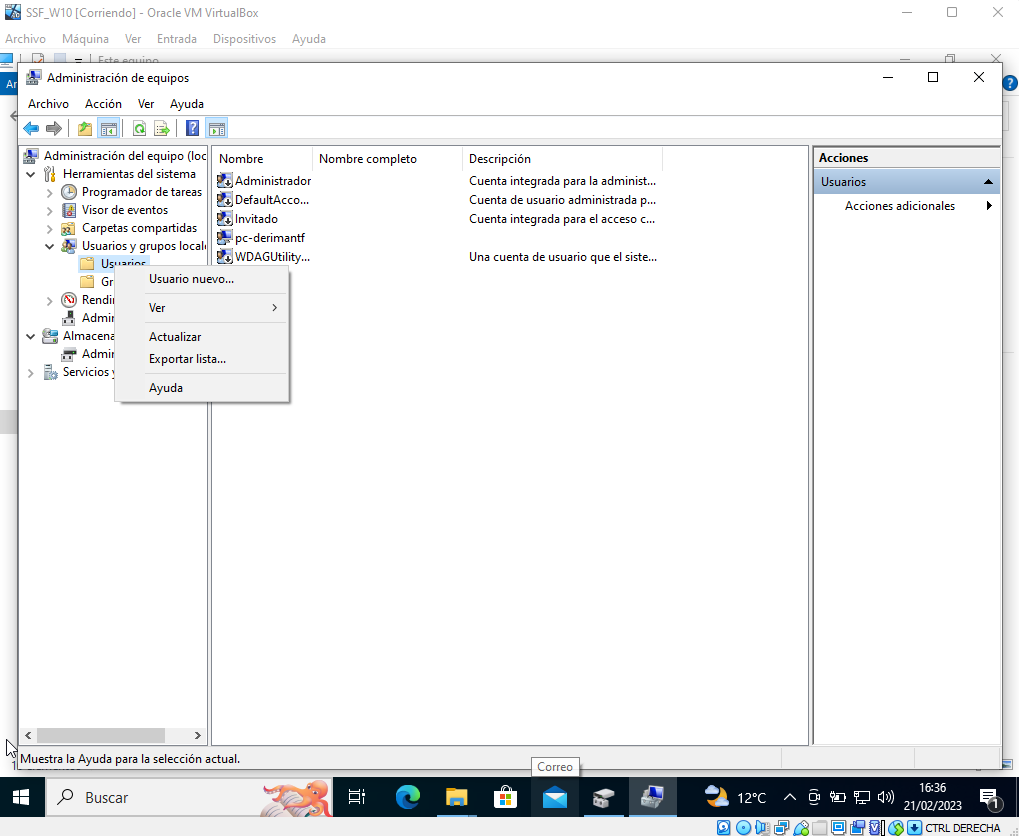 SSF_W10 [Corriendo] - Oracle VM VirtualBox
Archivo Máquina Ver Entrada Dispositivos Ayuda
Este equipo
Administración de equipos
Archivo Acción Ver Ayuda
Administración del equipo (loc
Herramientas del sistema
Programador de tareas
Visor de eventos
Carpetas compartidas
Usuarios y grupos locale
Usuarios
Gr
Rendi
Admin
Almacena
Admin
Servicios y
Usuario nuevo...
Ver
Actualizar
Exportar lista...
Ayuda
Nombre Nombre completo Descripción
Administrador Cuenta integrada para la administ...
DefaultAcco... Cuenta de usuario administrada p...
Invitado Cuenta integrada para el acceso c...
pc-derimantf
WDAGUtility... Una cuenta de usuario que el siste...
Acciones
Usuarios
Acciones adicionales
Muestra la Ayuda para la selección actual.
Correo
Buscar
12°C
16:36
21/02/2023
1
CTRL DERECHA